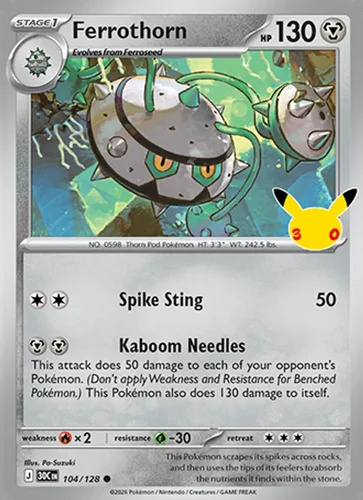 STAGE 1
Ferrothorn
HP 130
Evolves from Ferroseed
30
NO. 0598 Thorn Pod Pokémon HT: 3'3" WT: 242.5 lbs.
Spike Sting 50
Kaboom Needles
This attack does 50 damage to each of your opponent's
Pokémon. (Don't apply Weakness and Resistance for Benched
Pokémon.) This Pokémon also does 130 damage to itself.
weakness ×2 resistance -30 retreat
Illus. Po-Suzuki
This Pokémon scrapes its spikes across rocks,
and then uses the tips of its feelers to absorb
the nutrients it finds within the stone.
J 30C EN 104/128
©2026 Pokémon / Nintendo / Creatures / GAME FREAK